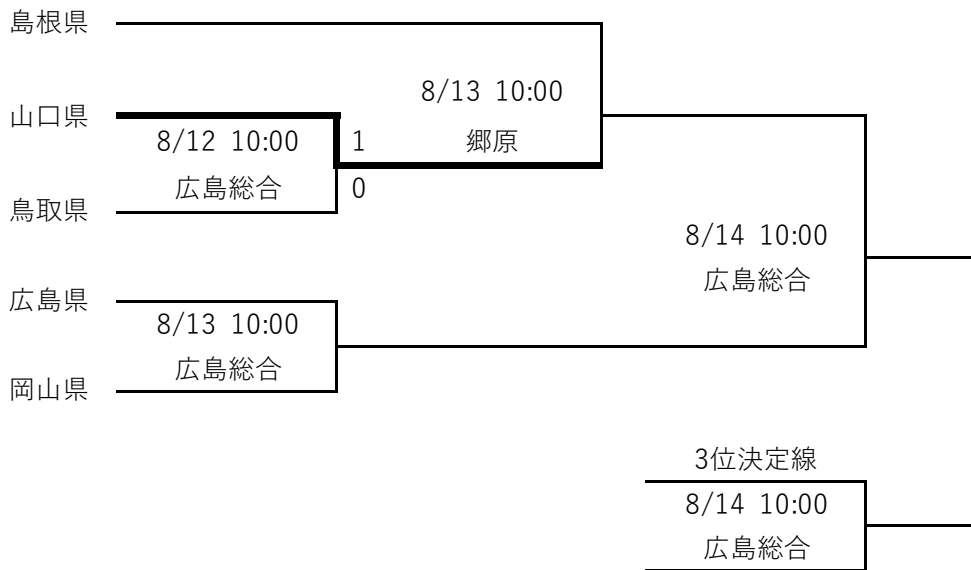 島根県
8/13 10:00
山口県
8/12 10:00
1
郷原
広島総合
0
鳥取県
8/14 10:00
広島総合
広島県
8/13 10:00
広島総合
岡山県
3位決定線
8/14 10:00
広島総合